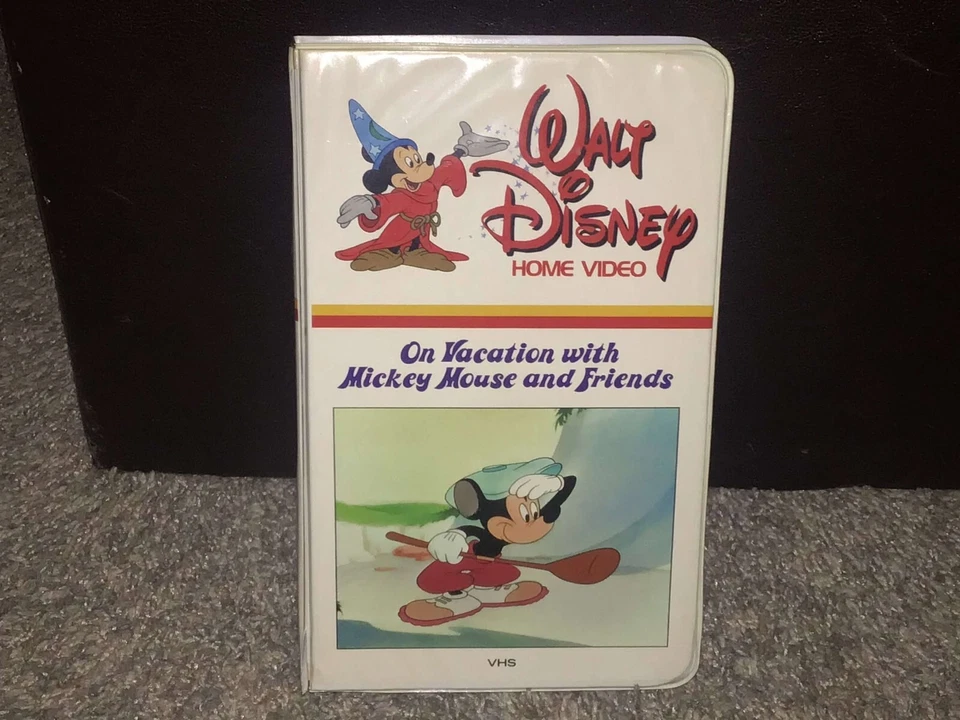 WALT
DISNEY
HOME VIDEO
On Vacation with
Mickey Mouse and Friends
VHS